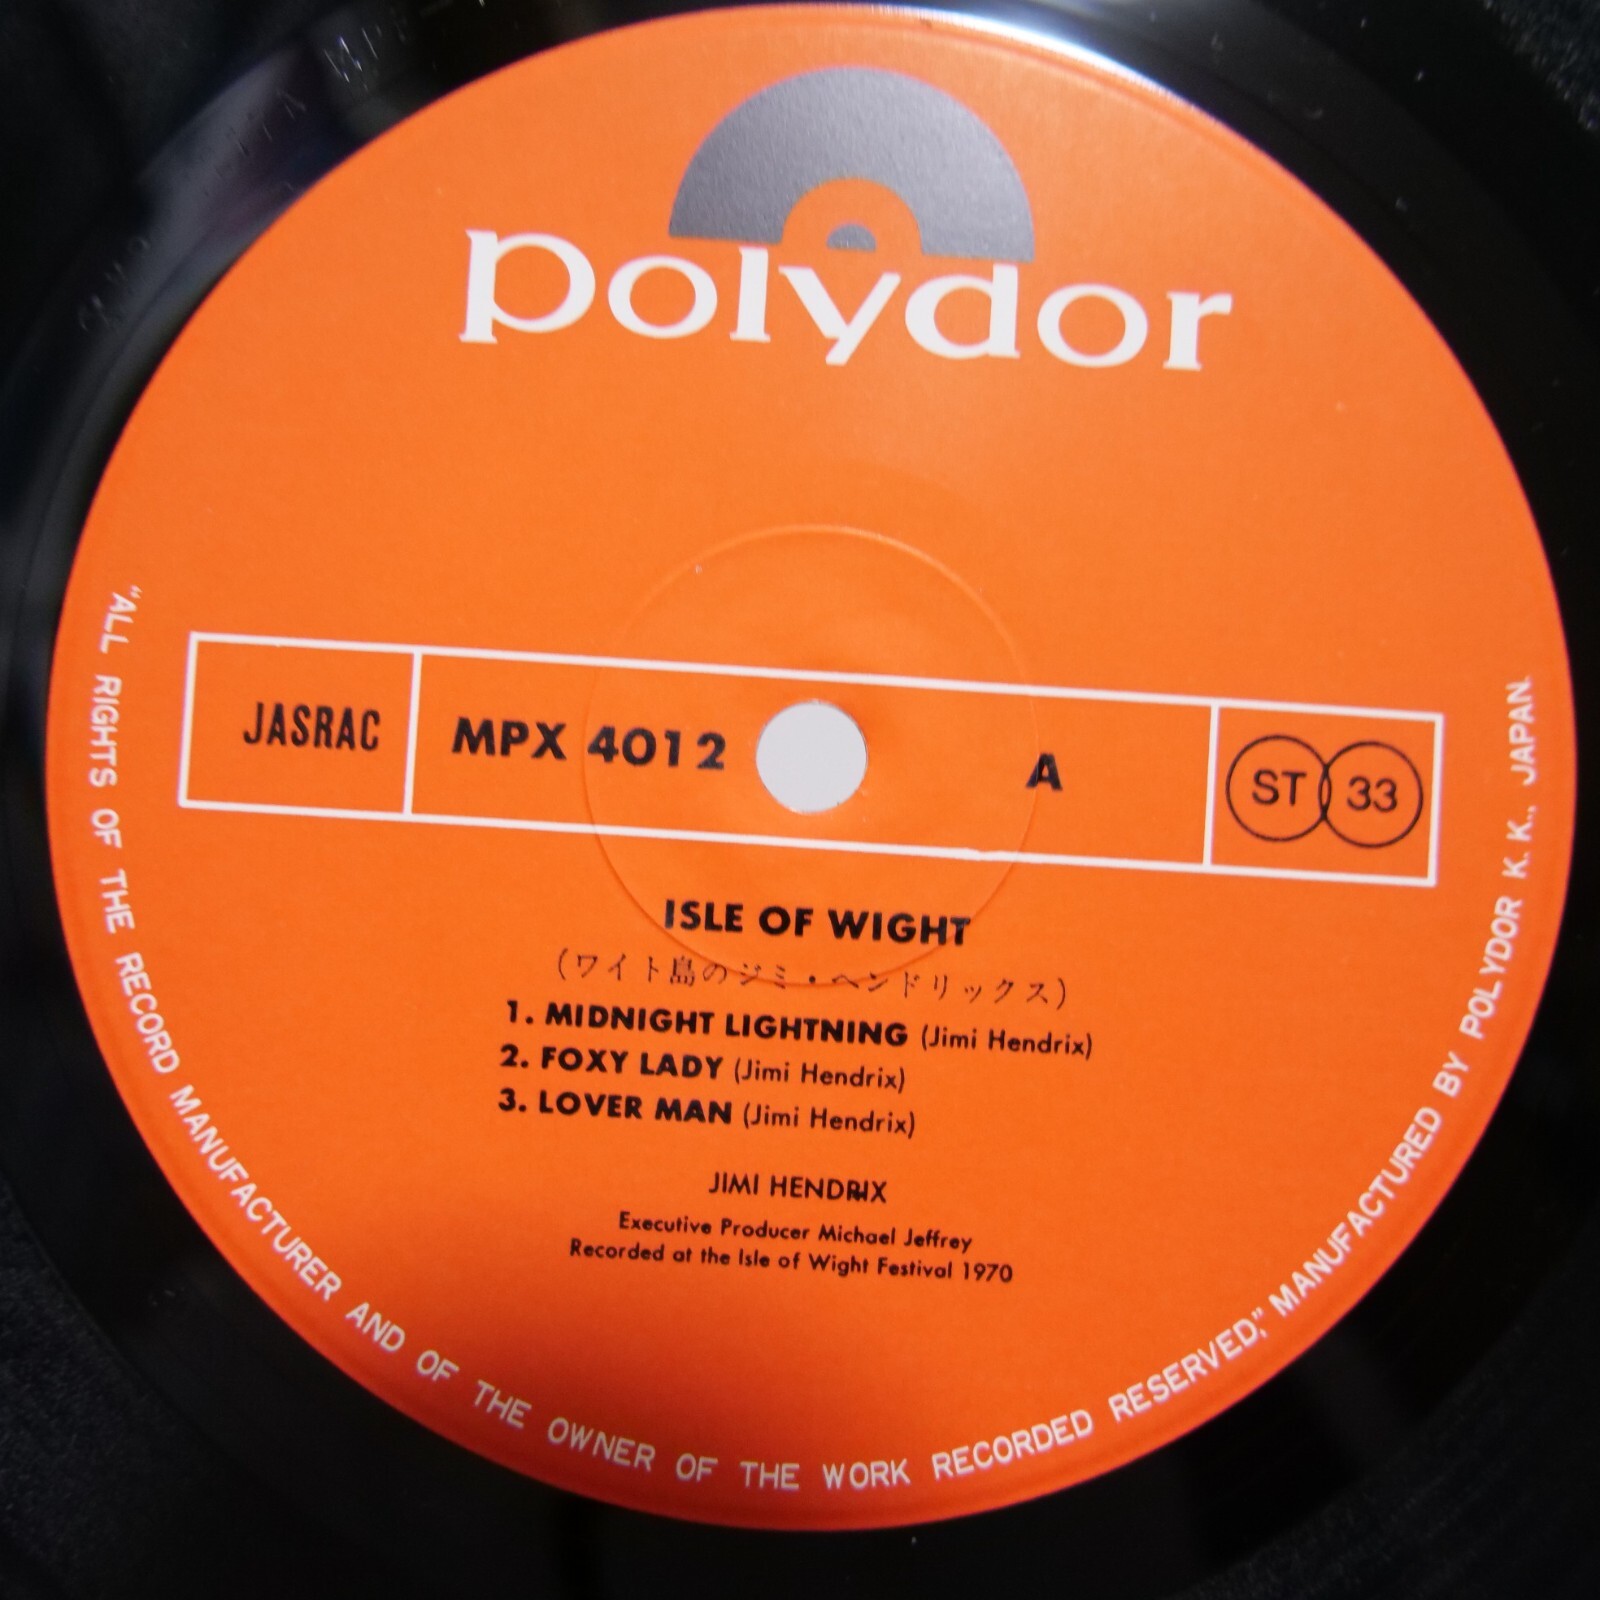 polydor
JASRAC
MPX 4012
A
ST 33
ISLE OF WIGHT
(ワイト島のジミ・ヘンドリックス)
1. MIDNIGHT LIGHTNING (Jimi Hendrix)
2. FOXY LADY (Jimi Hendrix)
3. LOVER MAN (Jimi Hendrix)
JIMI HENDRIX
Executive Producer Michael Jeffrey
Recorded at the Isle of Wight Festival 1970
"ALL RIGHTS OF THE RECORD MANUFACTURER AND OF THE OWNER OF THE WORK RECORDED RESERVED," MANUFACTURED BY POLYDOR K. K., JAPAN.